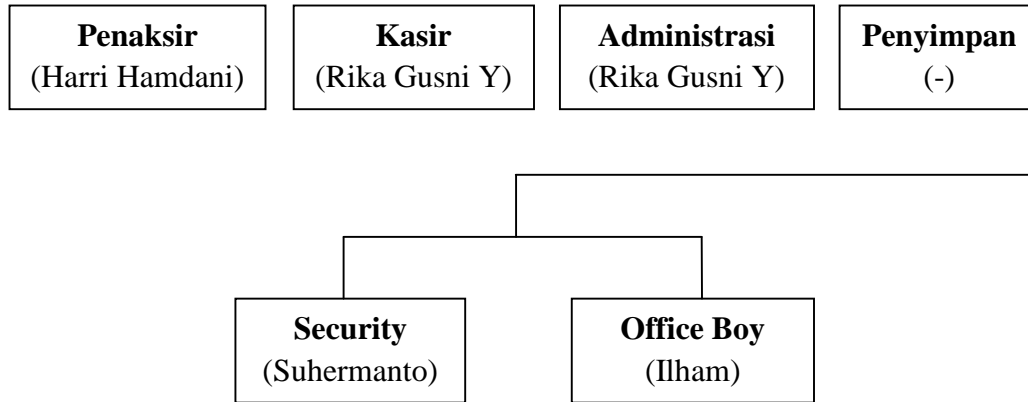 Penaksir
(Harri Hamdani)
Kasir
(Rika Gusni Y)
Administrasi
(Rika Gusni Y)
Penyimpan
(-)
Security
(Suhermanto)
Office Boy
(Ilham)